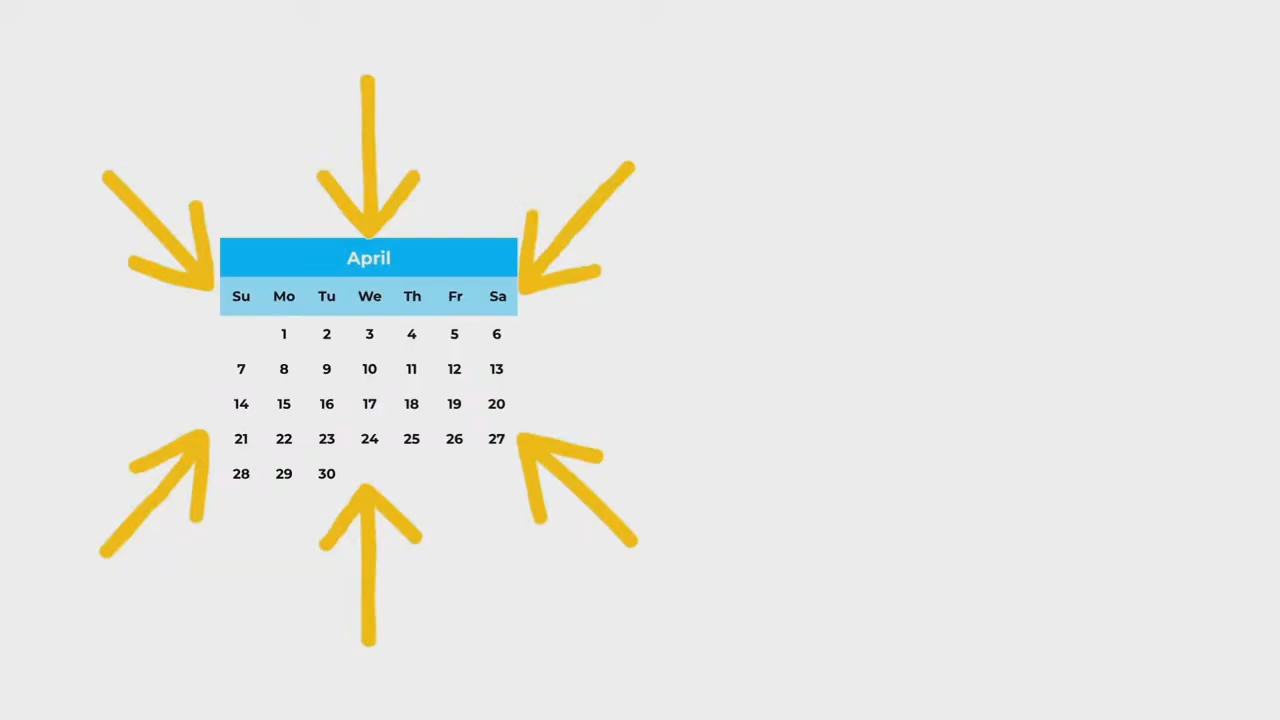 April
Su Mo Tu We Th Fr Sa
1 2 3 4 5 6
7 8 9 10 11 12 13
14 15 16 17 18 19 20
21 22 23 24 25 26 27
28 29 30